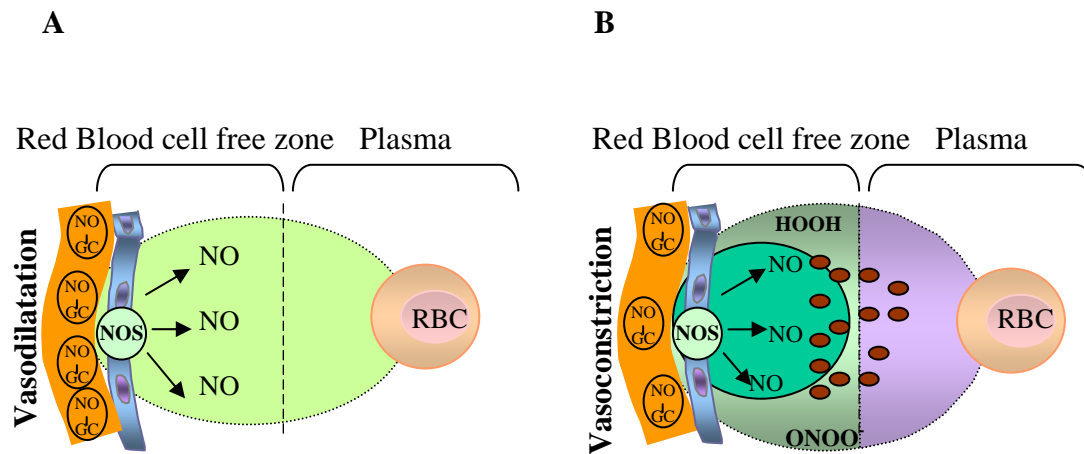 A
Red Blood cell free zone Plasma
Vasodilatation
NO
GC
NO
GC
NO
GC
NO
GC
NOS
NO
NO
NO
RBC
B
Red Blood cell free zone Plasma
Vasoconstriction
NO
GC
NO
GC
NO
GC
NOS
HOOH
NO
NO
NO
ONOO-
RBC